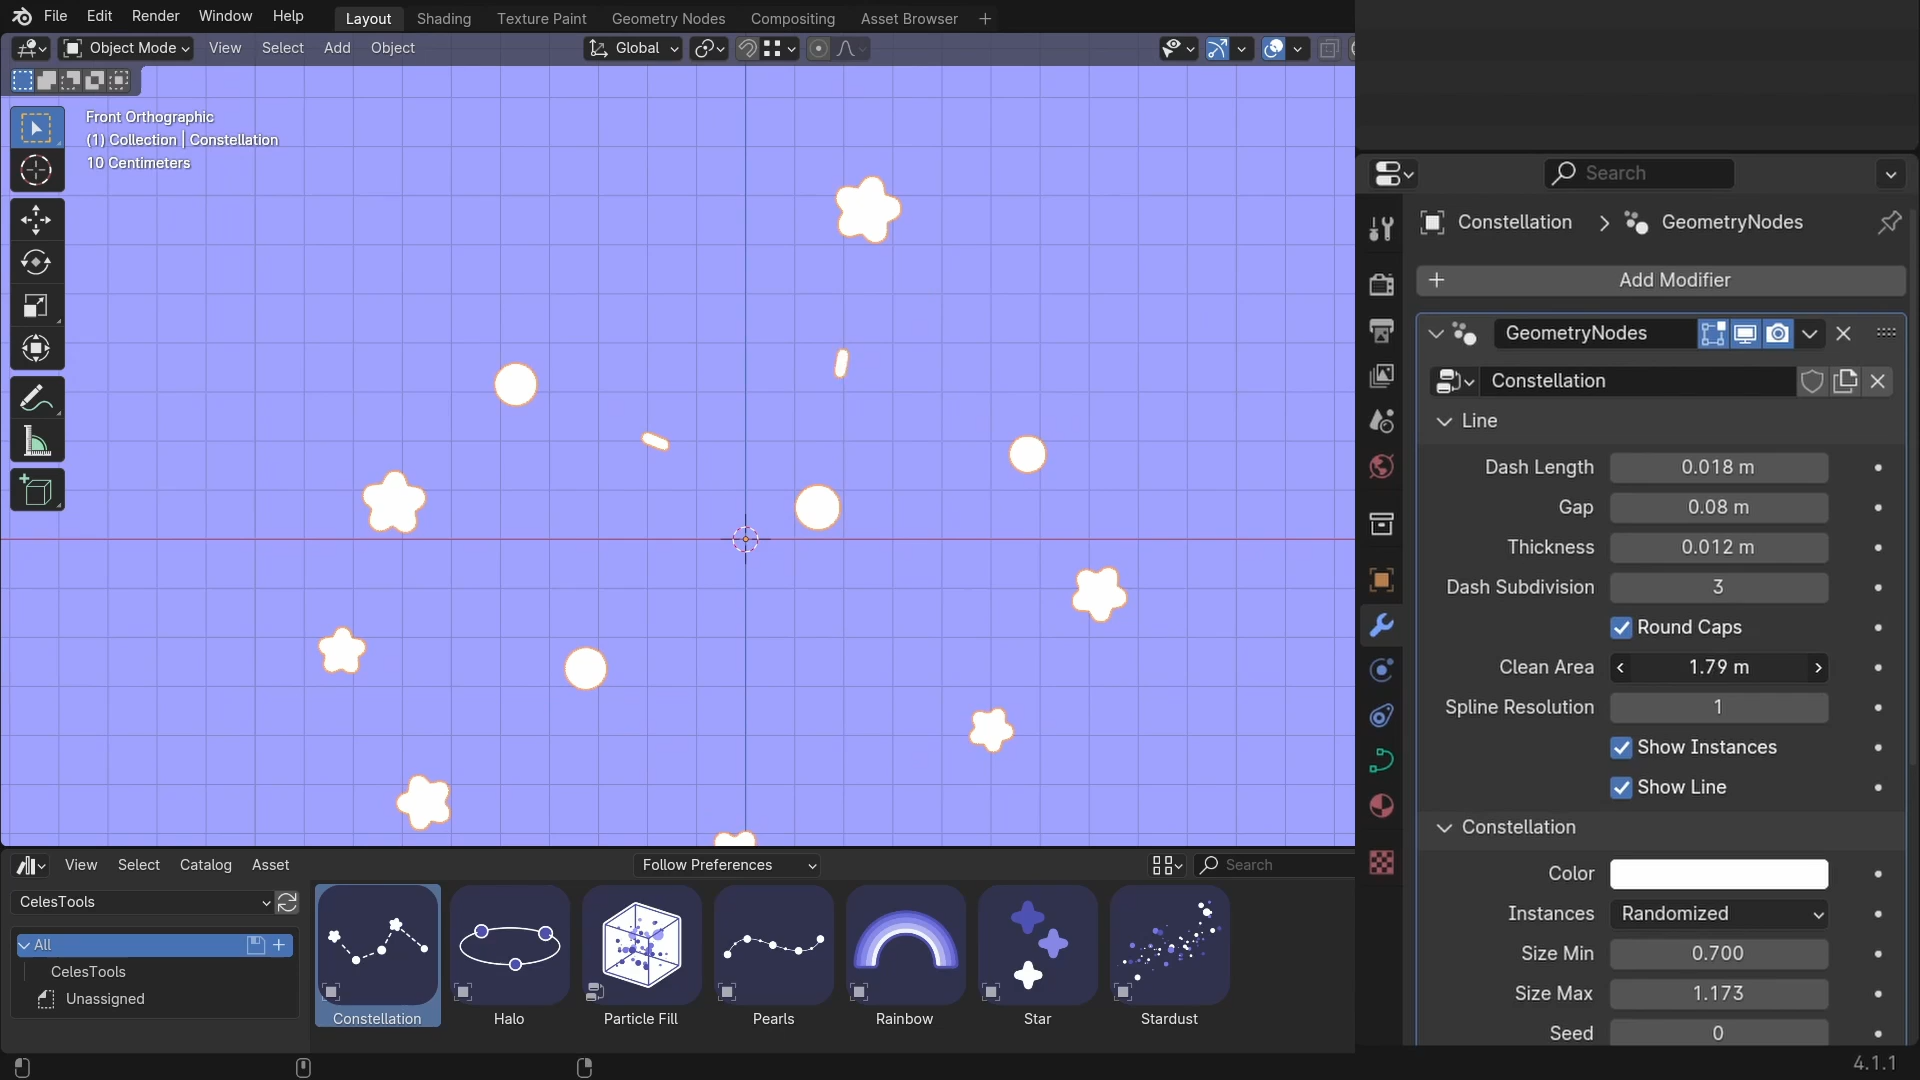 File Edit Render Window Help Layout Shading Texture Paint Geometry Nodes Compositing Asset Browser
Object Mode View Select Add Object Global
Front Orthographic
(1) Collection | Constellation
10 Centimeters
Search
Constellation GeometryNodes
Add Modifier
GeometryNodes
Constellation
Line
Dash Length 0.018 m
Gap 0.08 m
Thickness 0.012 m
Dash Subdivision 3
Round Caps
Clean Area 1.79 m
Spline Resolution 1
Show Instances
Show Line
Constellation
Color
Instances Randomized
Size Min 0.700
Size Max 1.173
Seed 0
View Select Catalog Asset Follow Preferences Search
CelesTools
All
CelesTools
Unassigned
Constellation Halo Particle Fill Pearls Rainbow Star Stardust
4.1.1